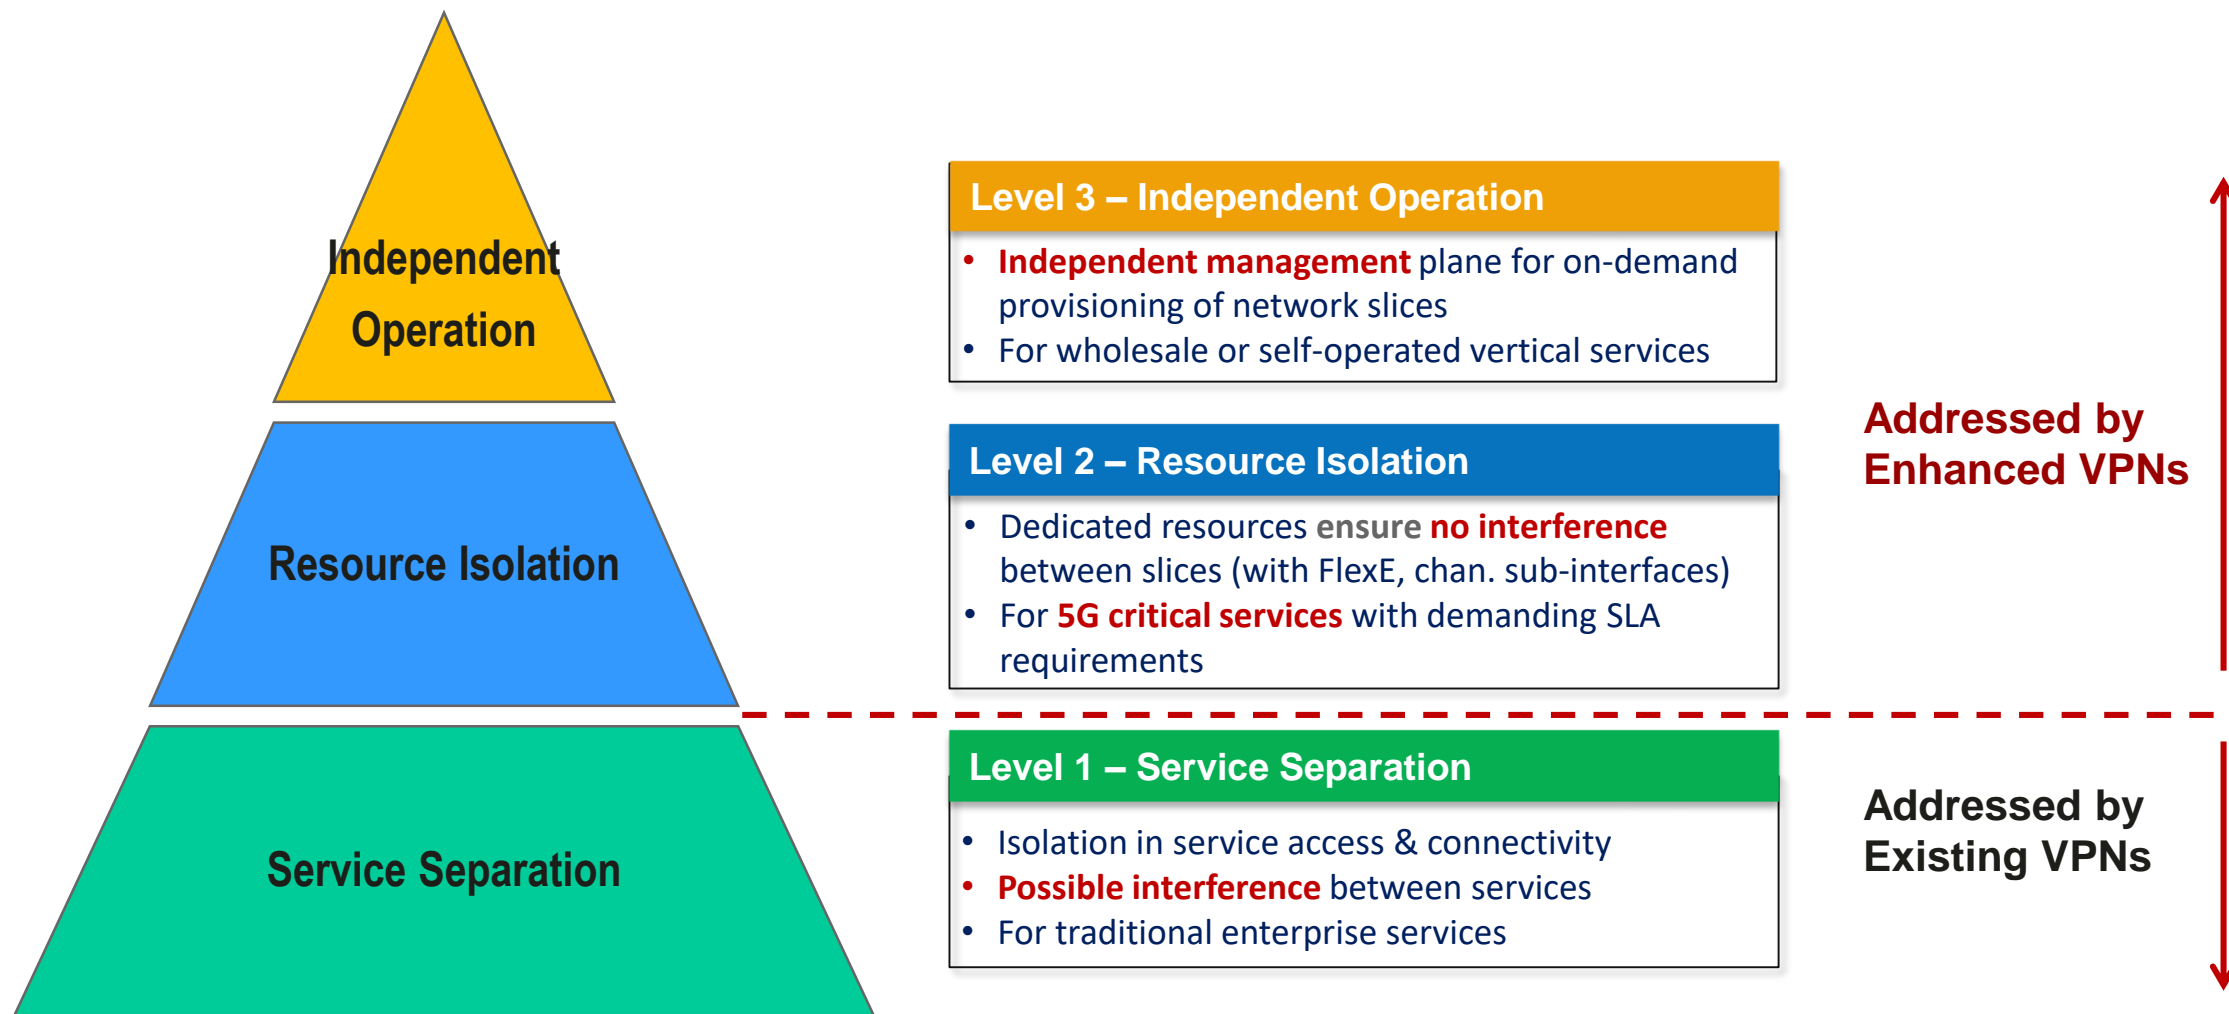 Independent
Operation
Resource Isolation
Service Separation
Level 3 – Independent Operation
• Independent management plane for on-demand
provisioning of network slices
• For wholesale or self-operated vertical services
Level 2 – Resource Isolation
• Dedicated resources ensure no interference
between slices (with FlexE, chan. sub-interfaces)
• For 5G critical services with demanding SLA
requirements
Level 1 – Service Separation
• Isolation in service access & connectivity
• Possible interference between services
• For traditional enterprise services
Addressed by
Enhanced VPNs
Addressed by
Existing VPNs